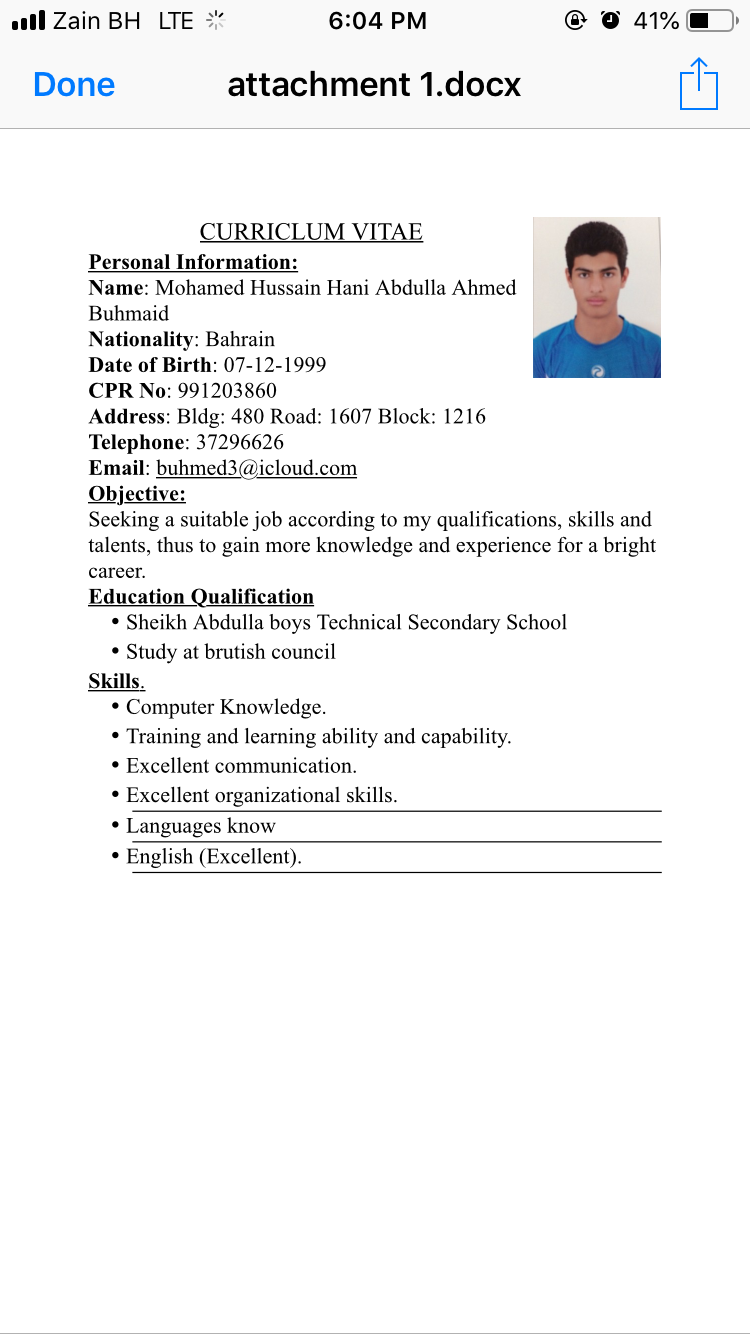 Zain BH LTE 6:04 PM 41%
Done attachment 1.docx
CURRICLUM VITAE
Personal Information:
Name: Mohamed Hussain Hani Abdulla Ahmed
Buhmaid
Nationality: Bahrain
Date of Birth: 07-12-1999
CPR No: 991203860
Address: Bldg: 480 Road: 1607 Block: 1216
Telephone: 37296626
Email: buhmed3@icloud.com
Objective:
Seeking a suitable job according to my qualifications, skills and
talents, thus to gain more knowledge and experience for a bright
career.
Education Qualification
• Sheikh Abdulla boys Technical Secondary School
• Study at brutish council
Skills.
• Computer Knowledge.
• Training and learning ability and capability.
• Excellent communication.
• Excellent organizational skills.
• Languages know
• English (Excellent).